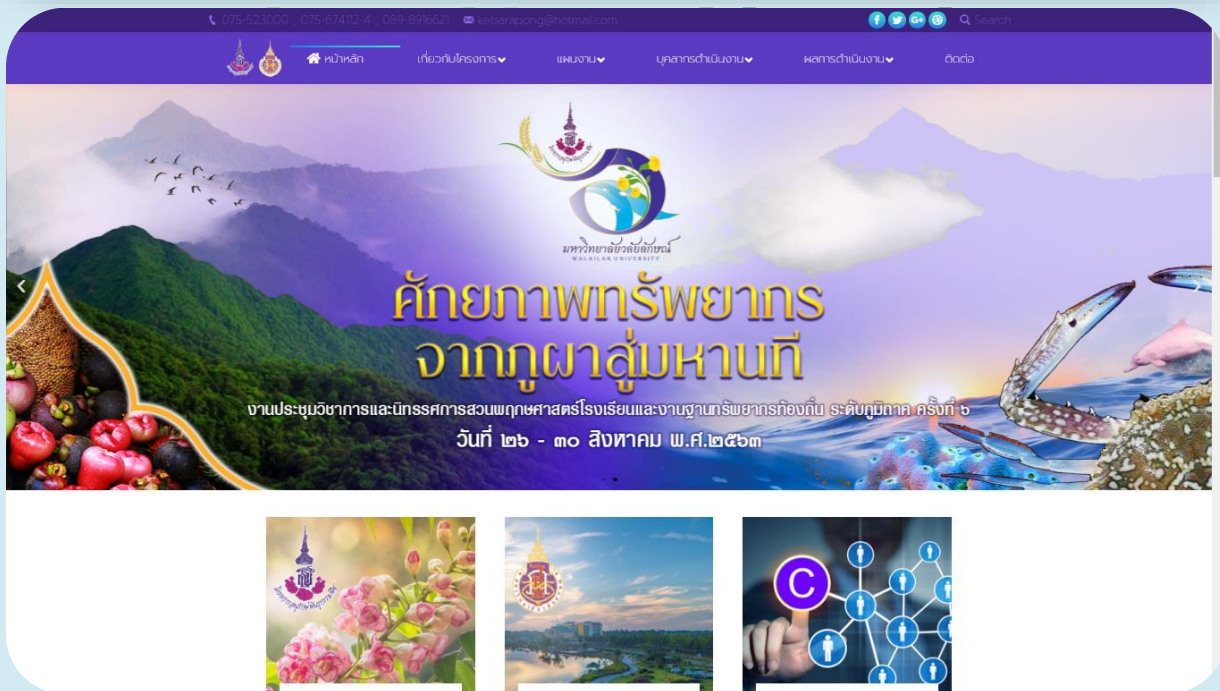 075-523000 , 075-674112-4 , 089-8916621 ketsarapong@hotmail.com Search
หน้าหลัก เกี่ยวกับโครงการ แผนงาน บุคลากรดำเนินงาน ผลการดำเนินงาน ติดต่อ
มหาวิทยาลัยวลัยลักษณ์
WALAILAK UNIVERSITY
ศักยภาพทรัพยากร
จากภูผาสู่มหานที
งานประชุมวิชาการและนิทรรศการสวนพฤกษศาสตร์โรงเรียนและงานฐานทรัพยากรท้องถิ่น ระดับภูมิภาค ครั้งที่ ๖
วันที่ ๒๖ - ๓๐ สิงหาคม พ.ศ.๒๕๖๓
C